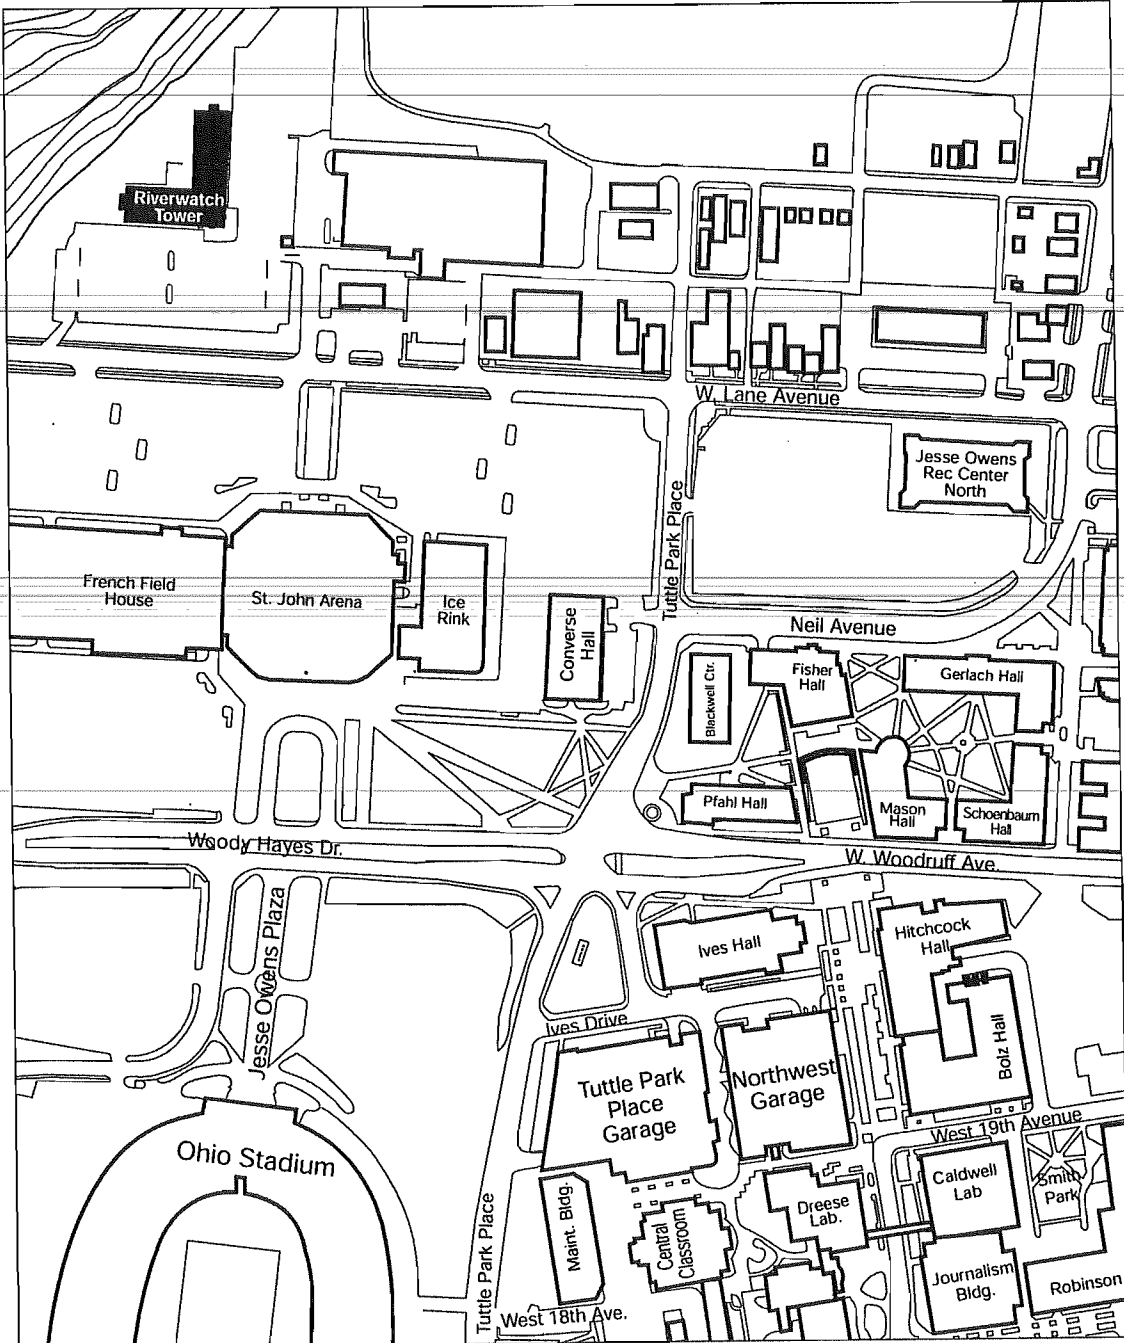 Riverwatch
Tower
W. Lane Avenue
Jesse Owens
Rec Center
North
Tuttle Park Place
French Field
House
St. John Arena
Ice
Rink
Converse
Hall
Neil Avenue
Blackwell Ctr.
Fisher
Hall
Gerlach Hall
Pfahl Hall
Mason
Hall
Schoenbaum
Hall
Woody Hayes Dr.
W. Woodruff Ave.
Jesse Owens Plaza
Ives Hall
Hitchcock
Hall
Ives Drive
Bolz Hall
Tuttle Park
Place
Garage
Northwest
Garage
West 19th Avenue
Ohio Stadium
Caldwell
Lab
Smith
Park
Maint. Bldg.
Dreese
Lab.
Central
Classroom
Tuttle Park Place
Journalism
Bldg.
Robinson
West 18th Ave.